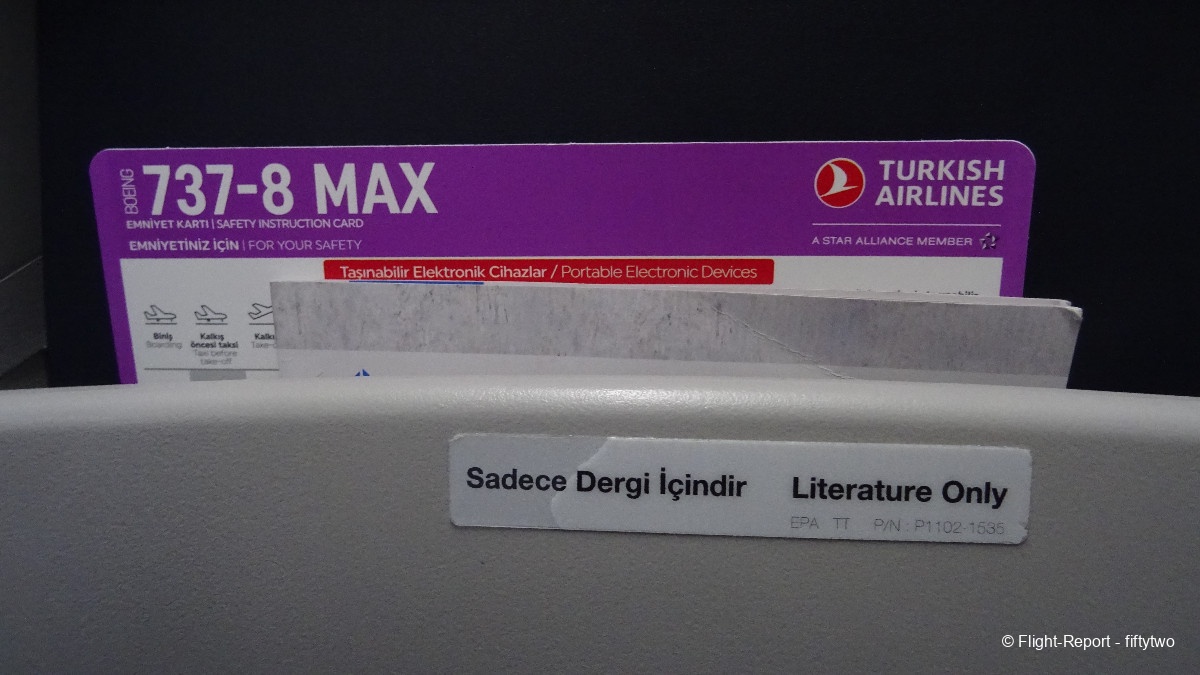 BOEING
737-8 MAX
EMNİYET KARTI | SAFETY INSTRUCTION CARD
EMNİYETİNİZ İÇİN | FOR YOUR SAFETY
TURKISH
AIRLINES
A STAR ALLIANCE MEMBER
Taşınabilir Elektronik Cihazlar / Portable Electronic Devices
Biniş
Boarding
Kalkış
öncesi taksi
Taxi before
take-off
Sadece Dergi İçindir Literature Only
EPA TT P/N : P1102-1535
© Flight-Report - fiftytwo